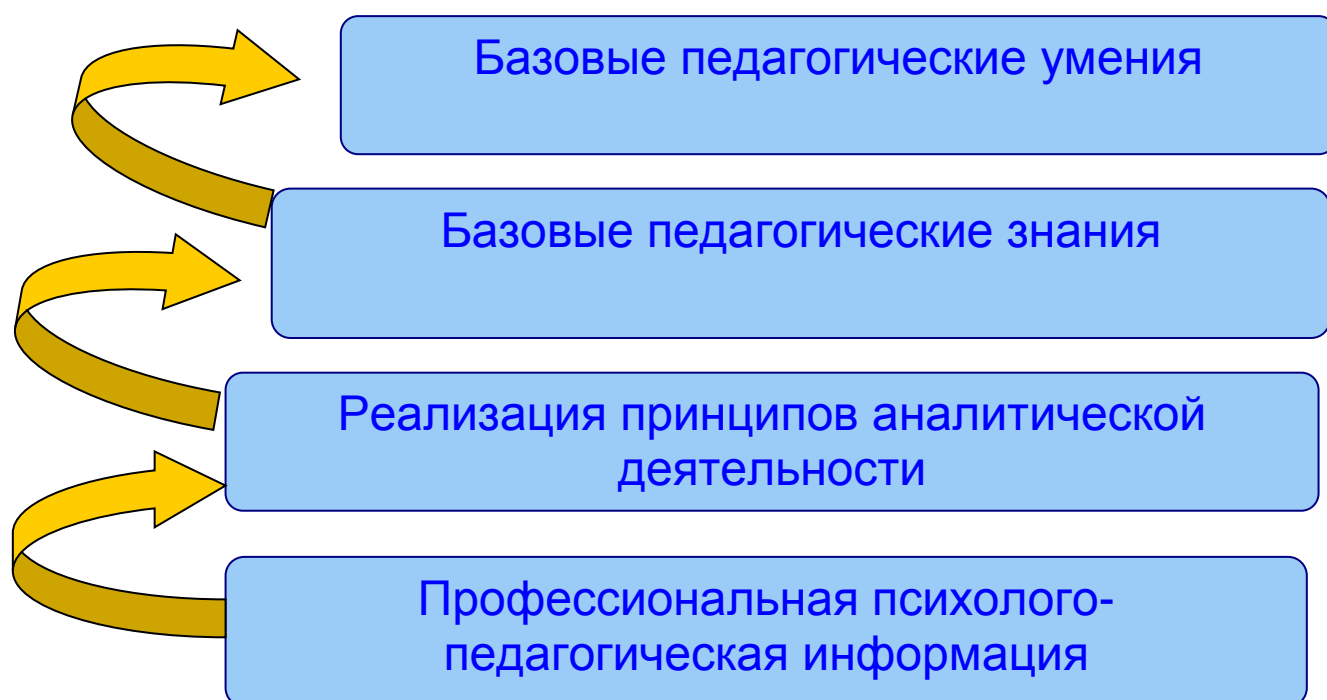 Базовые педагогические умения
Базовые педагогические знания
Реализация принципов аналитической
деятельности
Профессиональная психолого-
педагогическая информация